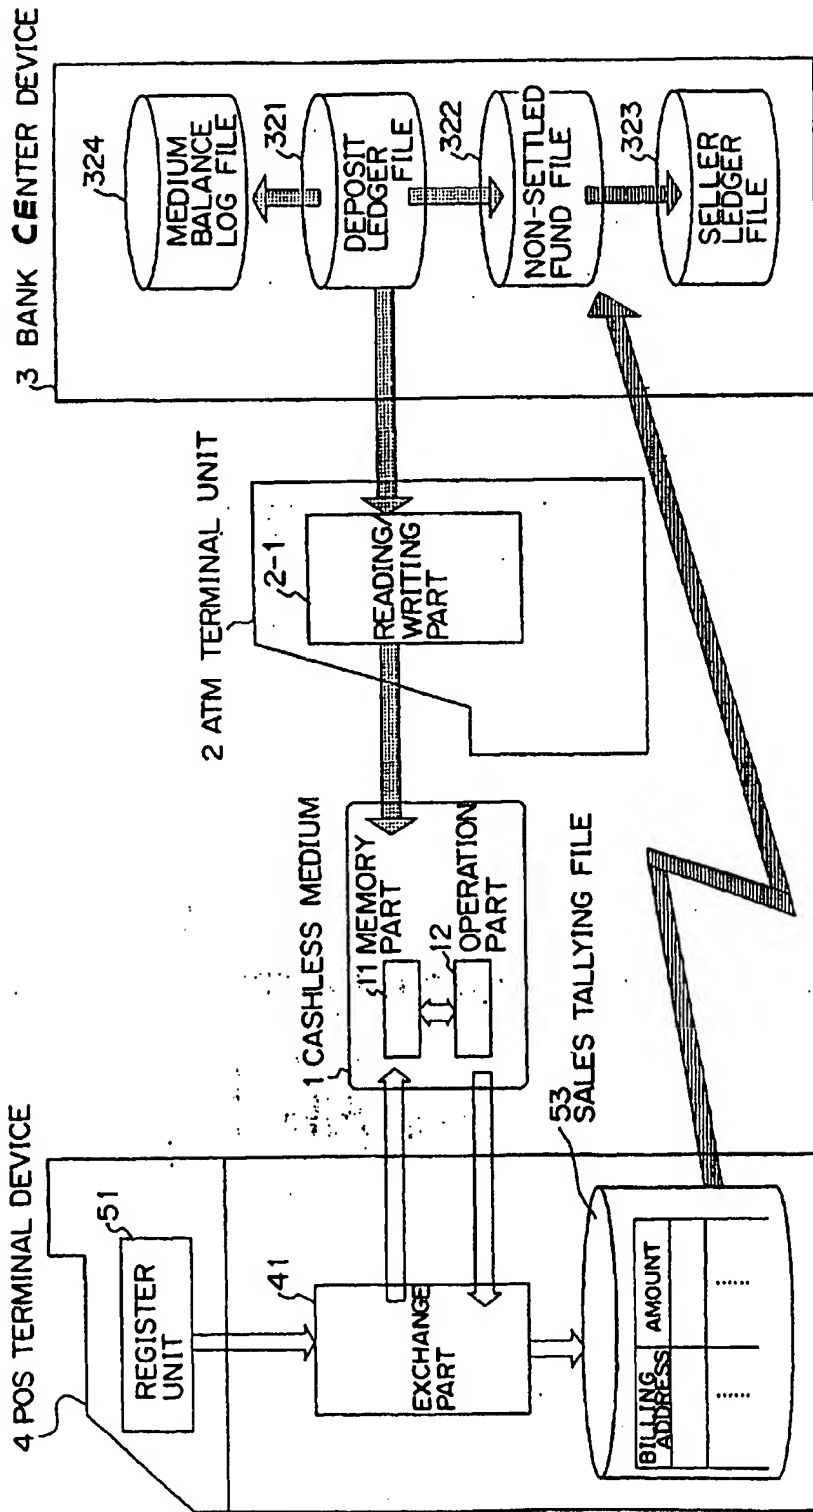 4 POS TERMINAL DEVICE
51
REGISTER
UNIT
41
EXCHANGE
PART
53
SALES TALLYING FILE
BILLING
ADDRESS
AMOUNT
......
......
1 CASHLESS MEDIUM
11 MEMORY
PART
12
OPERATION
PART
2 ATM TERMINAL UNIT
2-1
READING/
WRITING
PART
3 BANK CENTER DEVICE
324
MEDIUM
BALANCE
LOG FILE
321
DEPOSIT
LEDGER
FILE
322
NON-SETTLED
FUND FILE
323
SELLER
LEDGER
FILE